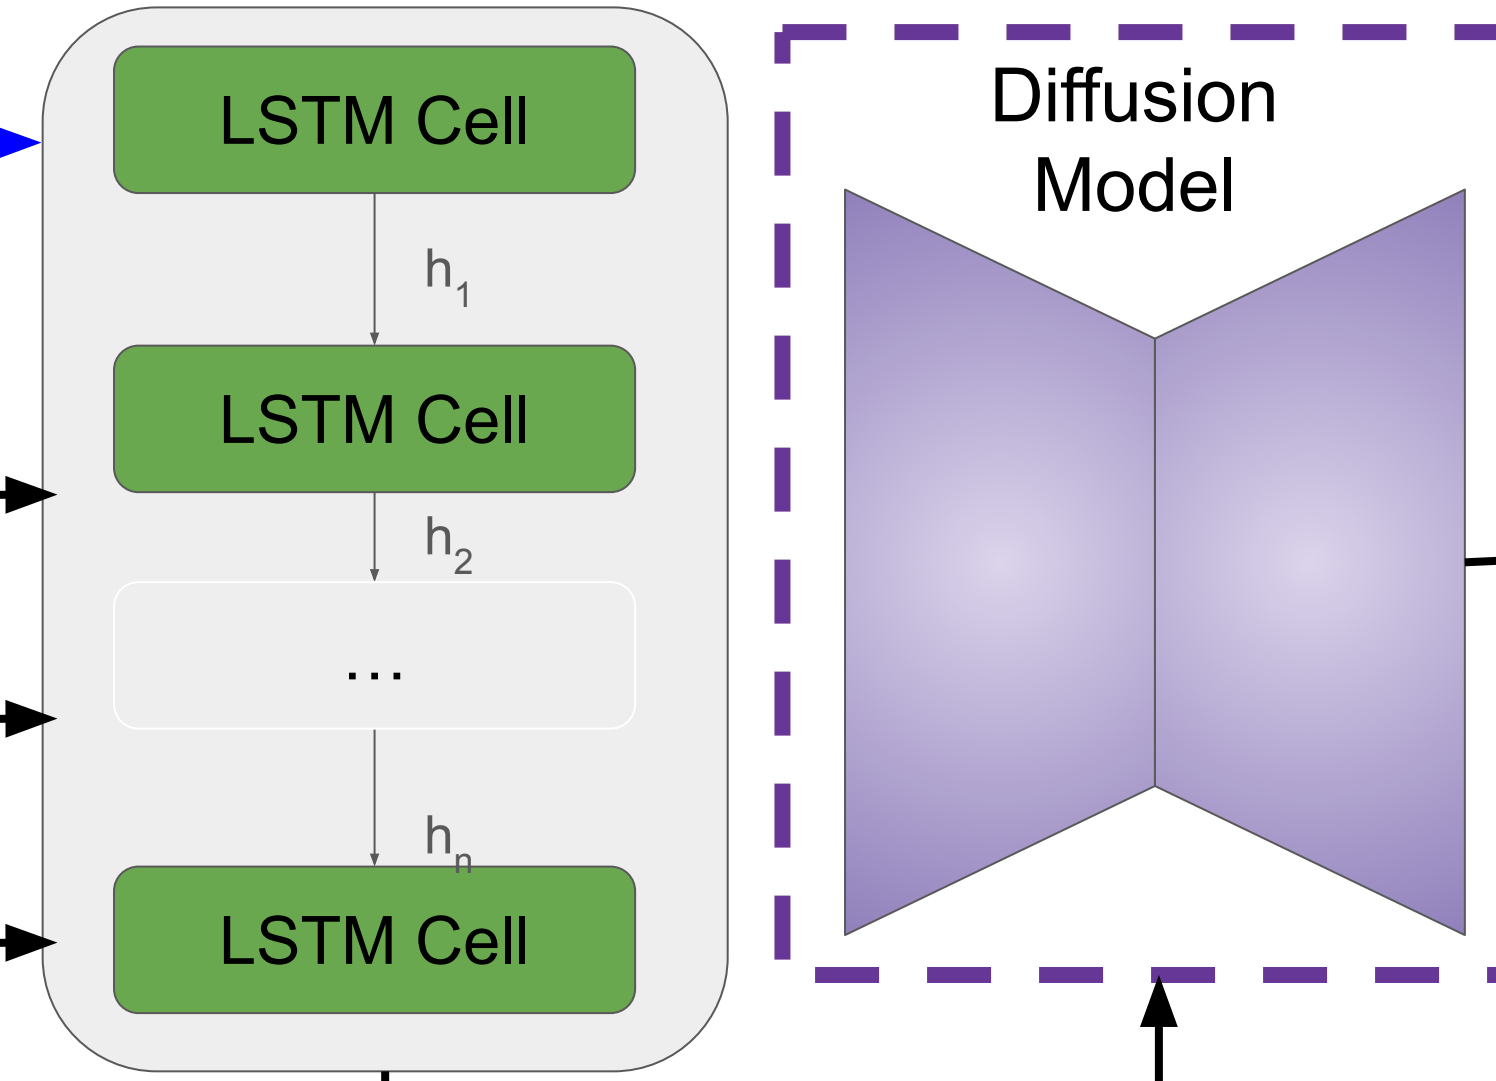 LSTM Cell
h₁
LSTM Cell
h₂
...
hₙ
LSTM Cell
Diffusion
Model